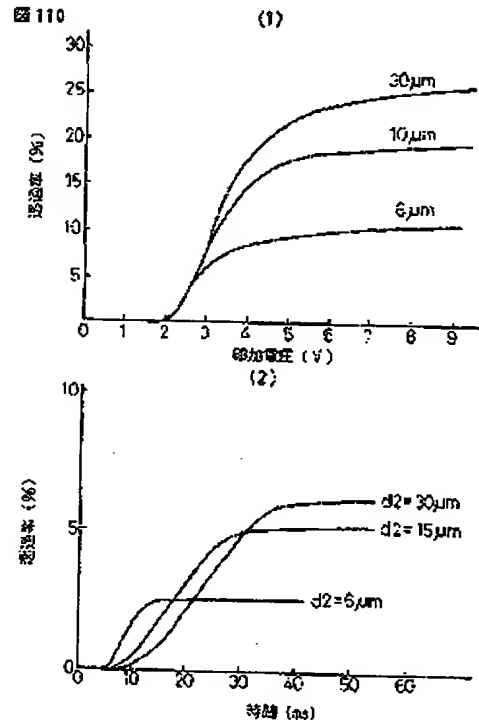 図110
(1)
透過率 (%)
30
25
20
15
10
5
30μm
10μm
6μm
0 1 2 3 4 5 6 7 8 9
印加電圧 (V)
(2)
透過率 (%)
10
5
0
d2=30μm
d2=15μm
d2=6μm
10 20 30 40 50 60
時間 (ms)